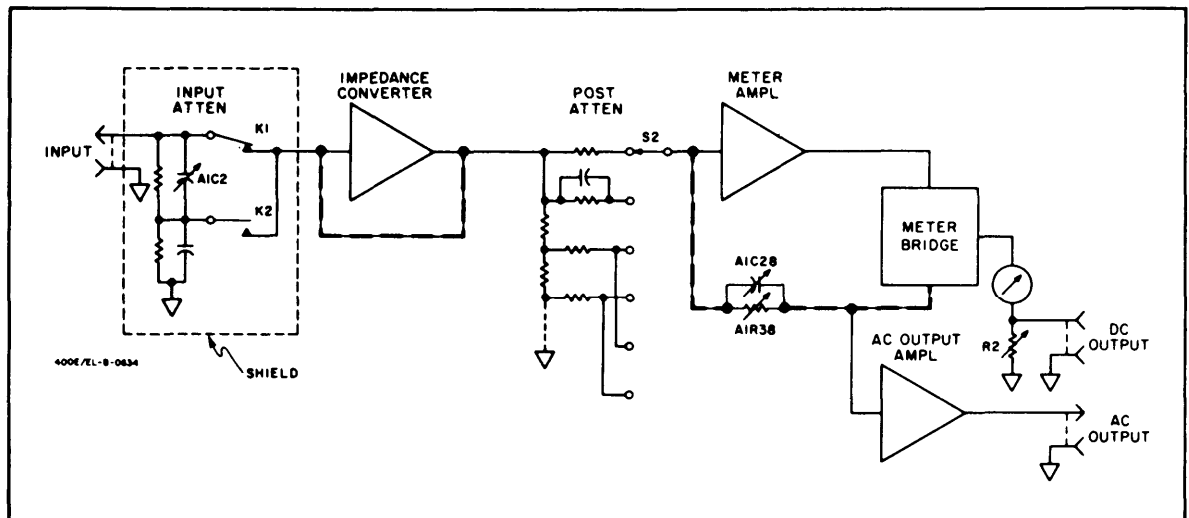 INPUT
ATTEN
INPUT
K1
A1C2
K2
400E/EL-B-0634
SHIELD
IMPEDANCE
CONVERTER
POST
ATTEN
S2
METER
AMPL
METER
BRIDGE
A1C28
A1R38
R2
DC
OUTPUT
AC OUTPUT
AMPL
AC
OUTPUT